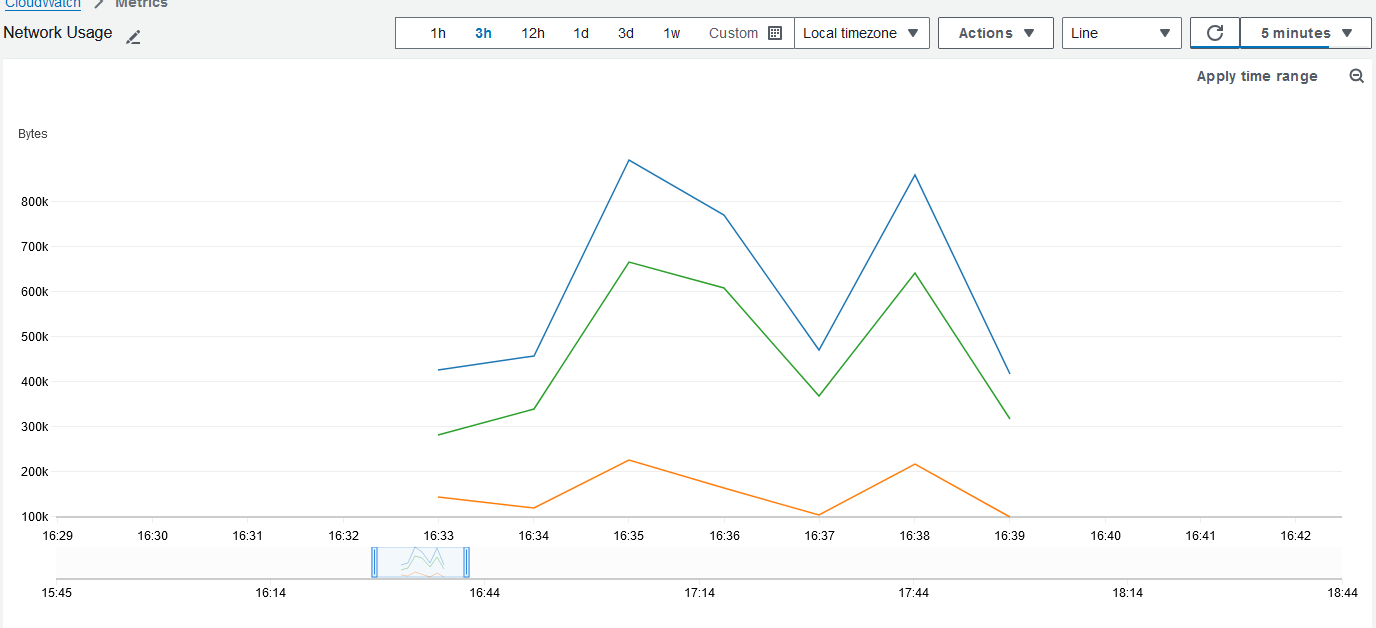 CloudWatch > Metrics
Network Usage
1h 3h 12h 1d 3d 1w Custom Local timezone Actions Line 5 minutes
Apply time range
Bytes
800k
700k
600k
500k
400k
300k
200k
100k
16:29 16:30 16:31 16:32 16:33 16:34 16:35 16:36 16:37 16:38 16:39 16:40 16:41 16:42
15:45 16:14 16:44 17:14 17:44 18:14 18:44